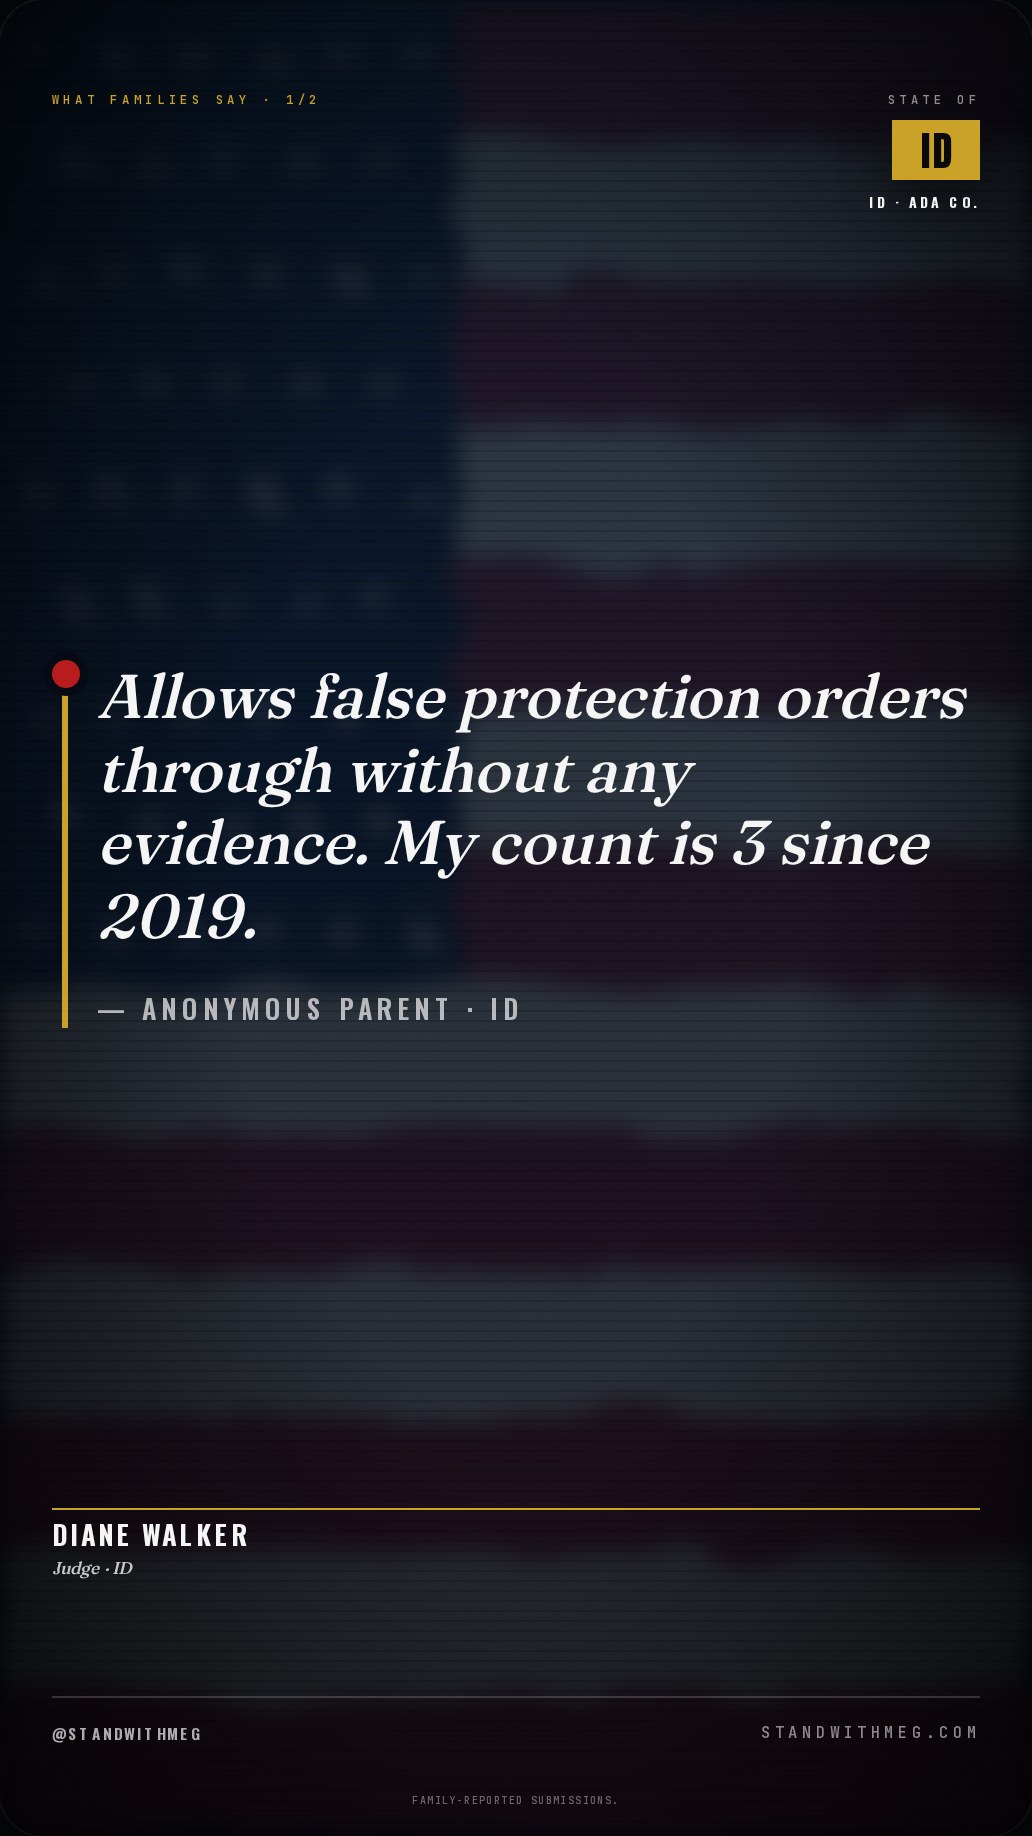 WHAT FAMILIES SAY · 1/2
STATE OF
ID
ID · ADA CO.
Allows false protection orders
through without any
evidence. My count is 3 since
2019.
— ANONYMOUS PARENT · ID
DIANE WALKER
Judge · ID
@STANDWITHMEG
STANDWITHMEG.COM
FAMILY-REPORTED SUBMISSIONS.